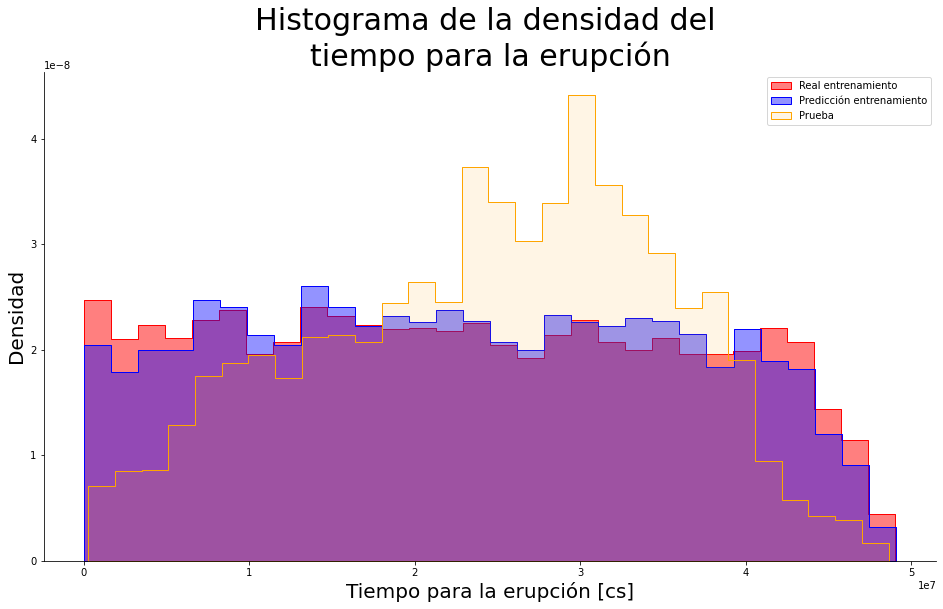 Histograma de la densidad del
tiempo para la erupción
1e−8
Real entrenamiento
Predicción entrenamiento
Prueba
4
3
2
1
0
Densidad
0 1 2 3 4 5
1e7
Tiempo para la erupción [cs]